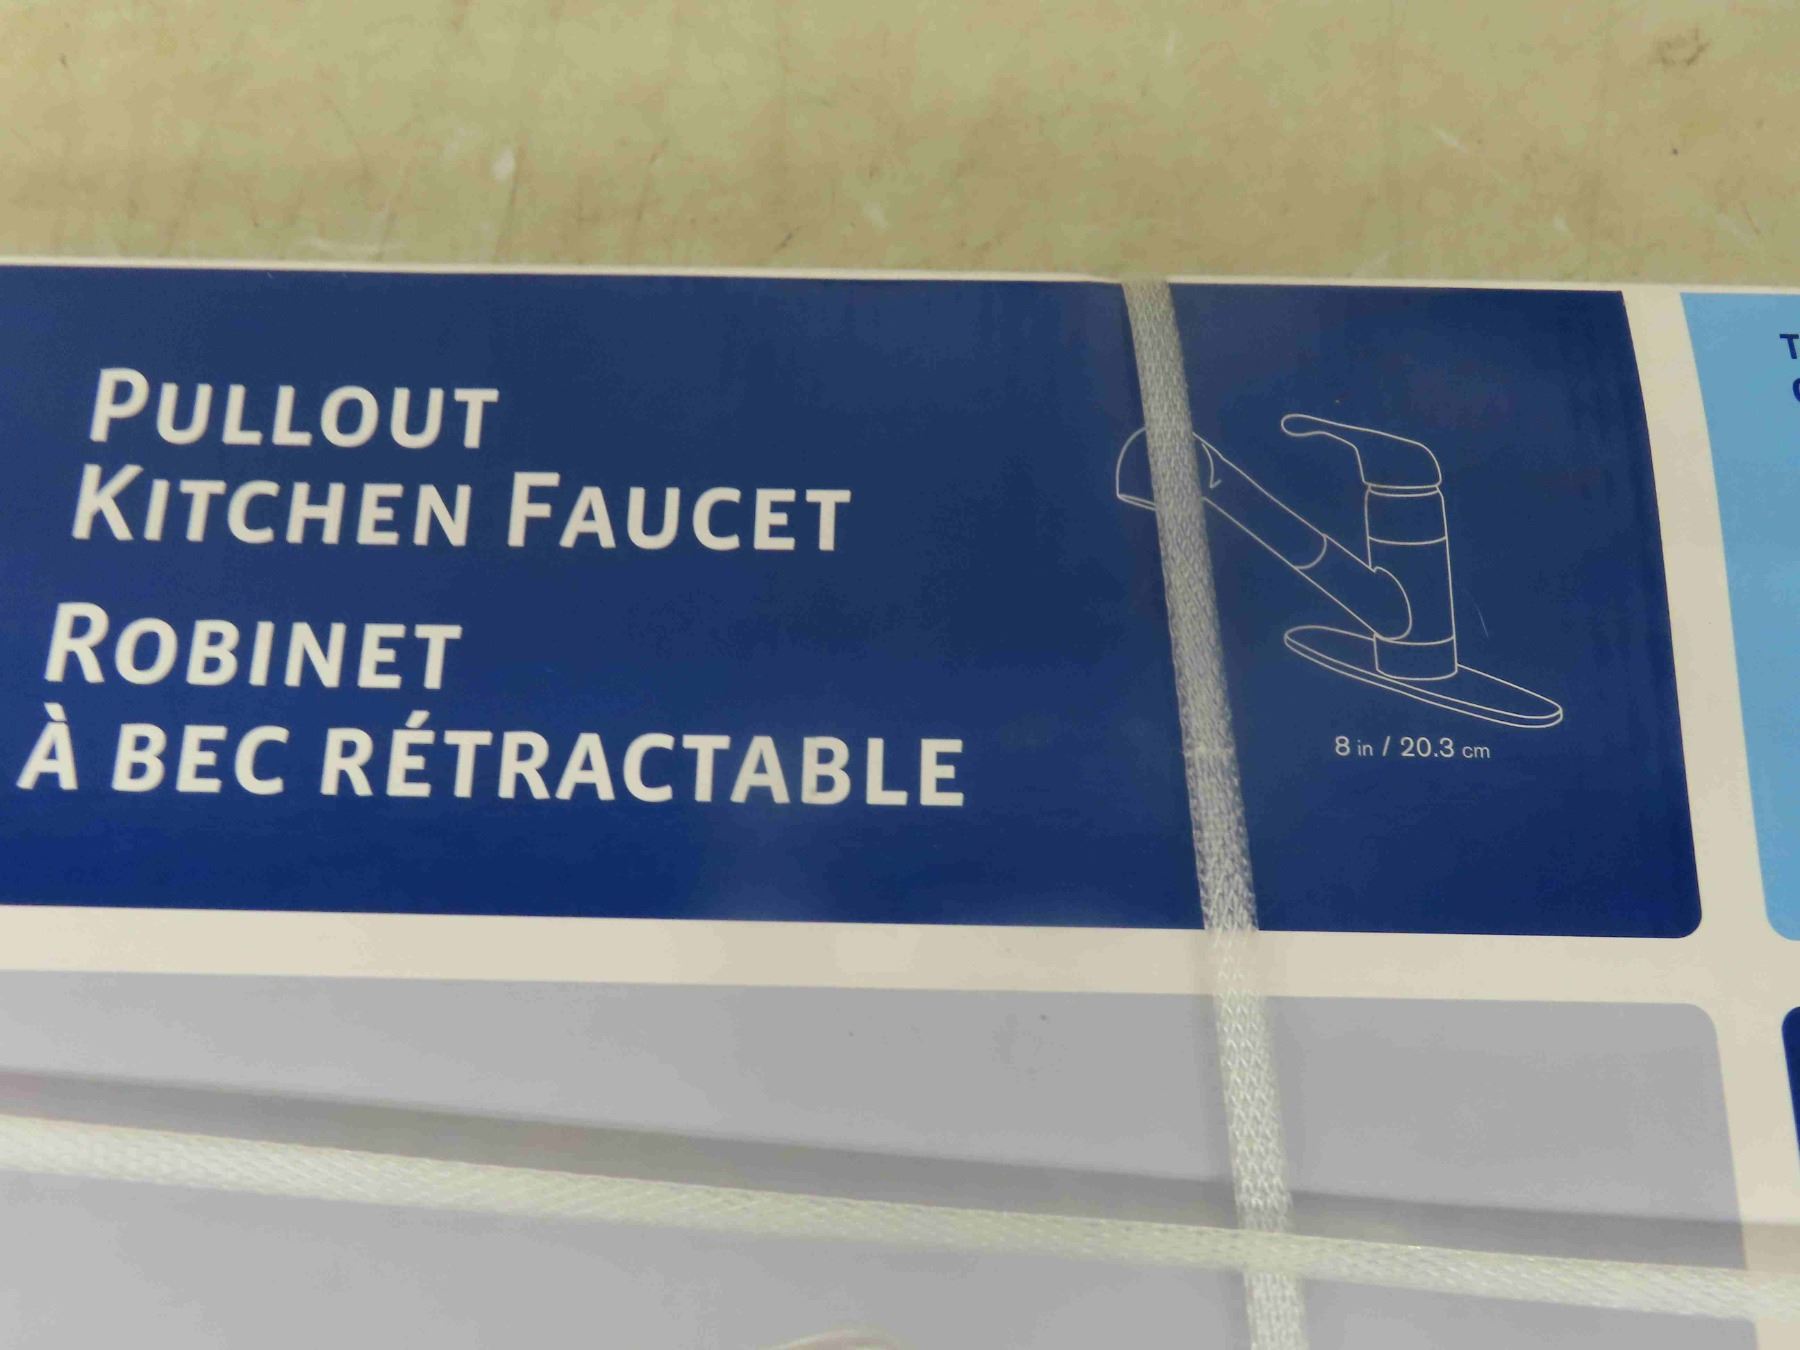 PULLOUT
KITCHEN FAUCET
ROBINET
À BEC RÉTRACTABLE
8 in / 20.3 cm